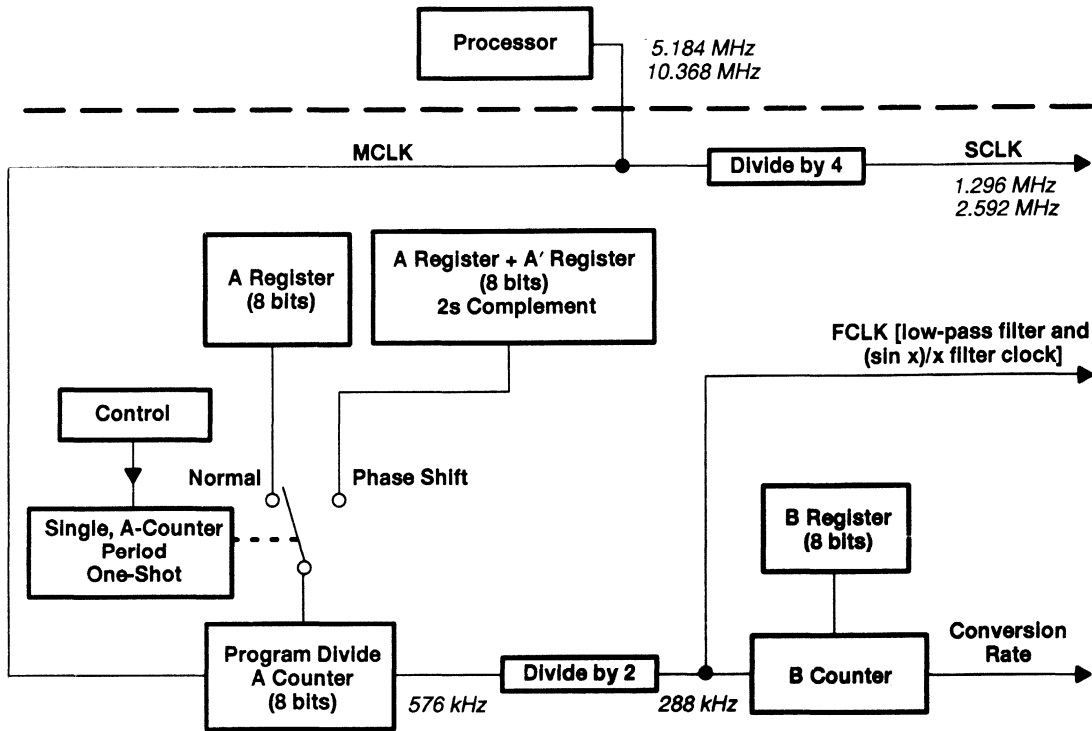 Processor
5.184 MHz
10.368 MHz
MCLK
Divide by 4
SCLK
1.296 MHz
2.592 MHz
A Register
(8 bits)
A Register + A′ Register
(8 bits)
2s Complement
FCLK [low-pass filter and
(sin x)/x filter clock]
Control
Normal
Phase Shift
Single, A-Counter
Period
One-Shot
B Register
(8 bits)
Program Divide
A Counter
(8 bits)
576 kHz
Divide by 2
288 kHz
B Counter
Conversion
Rate